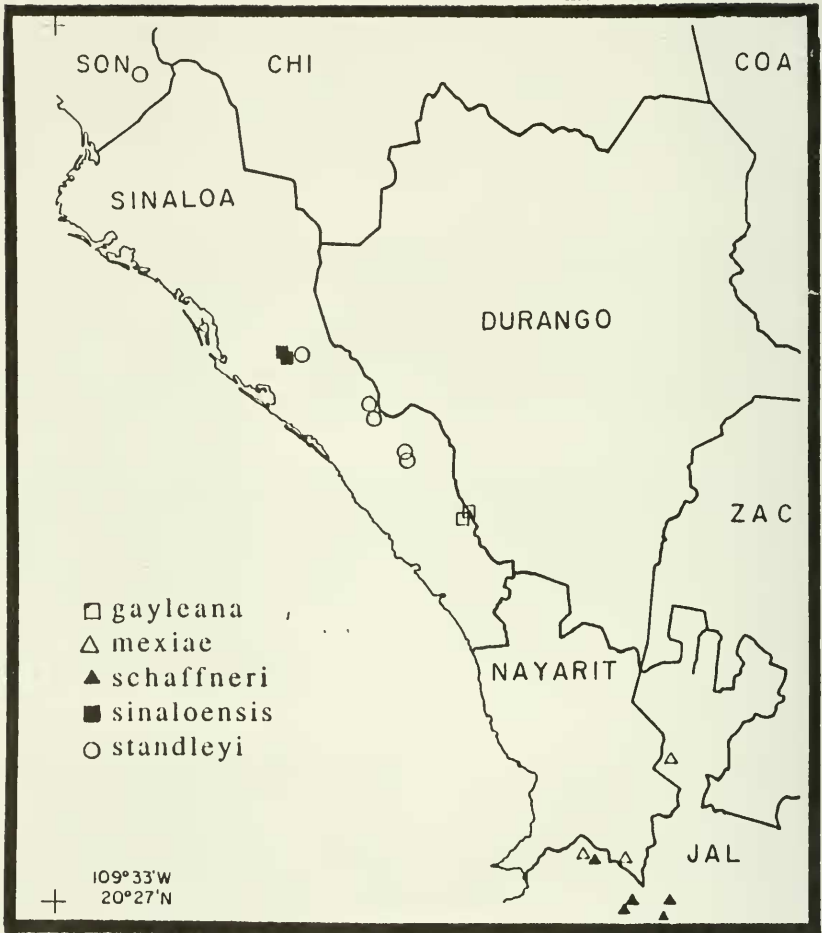 SON
CHI
COA
SINALOA
DURANGO
ZAC
gayleana
mexiae
schaffneri
sinaloensis
standleyi
NAYARIT
JAL
109°33'W
20°27'N